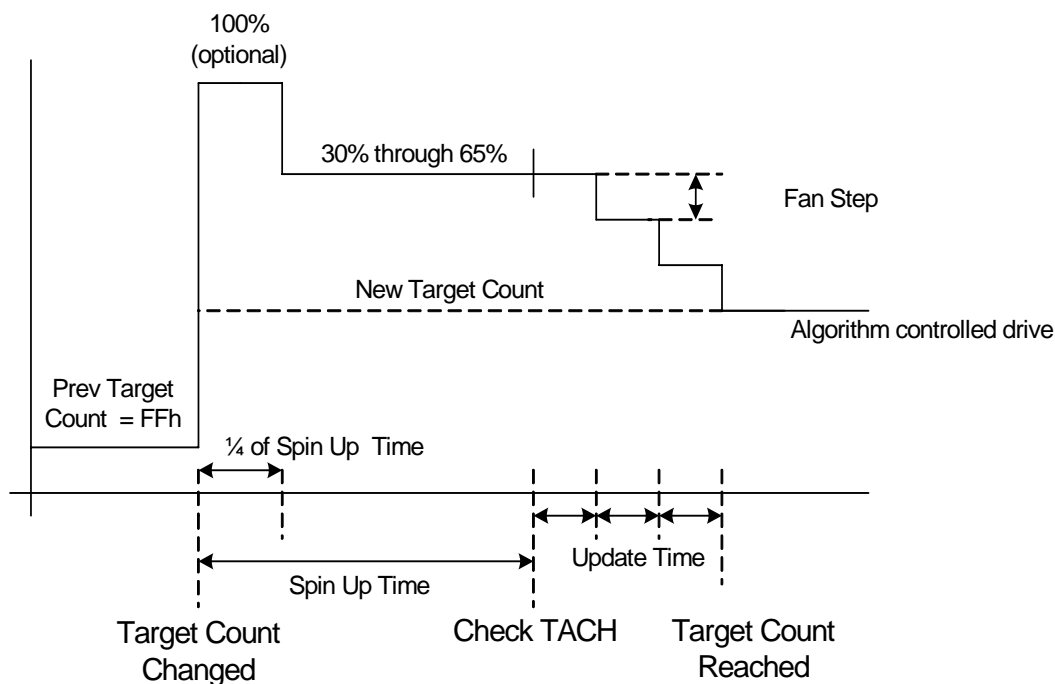 100%
(optional)
30% through 65%
Fan Step
New Target Count
Algorithm controlled drive
Prev Target
Count = FFh
¼ of Spin Up Time
Update Time
Spin Up Time
Target Count
Changed
Check TACH
Target Count
Reached